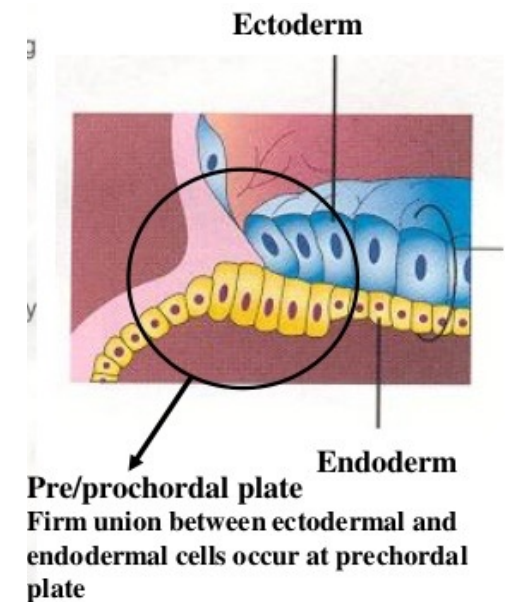 Ectoderm
g
y
Endoderm
Pre/prochordal plate
Firm union between ectodermal and
endodermal cells occur at prechordal
plate